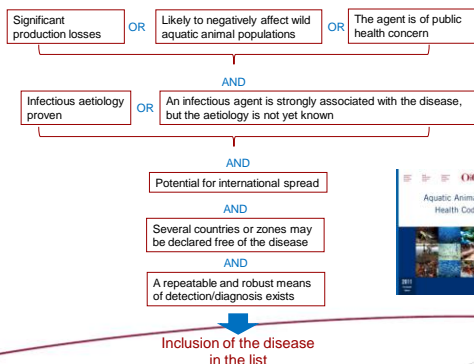 Significant
production losses
OR
Likely to negatively affect wild
aquatic animal populations
OR
The agent is of public
health concern
AND
Infectious aetiology
proven
OR
An infectious agent is strongly associated with the disease,
but the aetiology is not yet known
AND
Potential for international spread
AND
Several countries or zones may
be declared free of the disease
AND
A repeatable and robust means
of detection/diagnosis exists
Inclusion of the disease
in the list
Aquatic Anima
Health Cod
2011